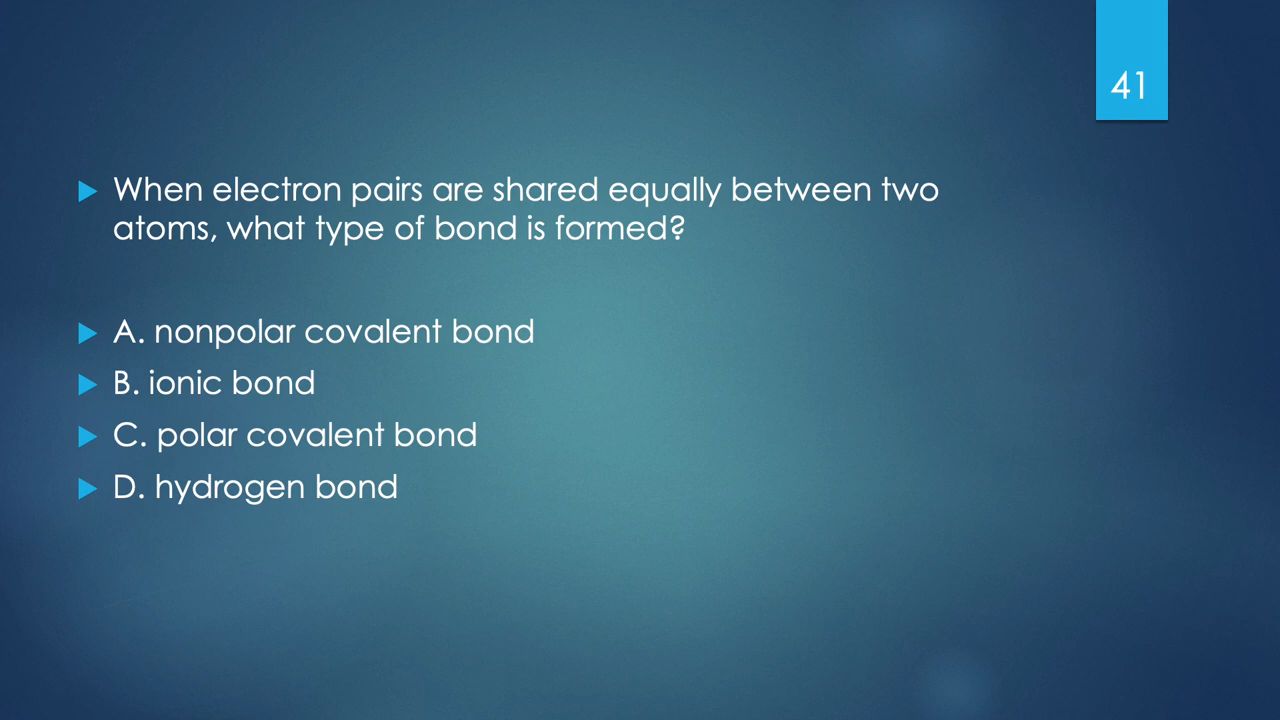 41
When electron pairs are shared equally between two
atoms, what type of bond is formed?
A. nonpolar covalent bond
B. ionic bond
C. polar covalent bond
D. hydrogen bond